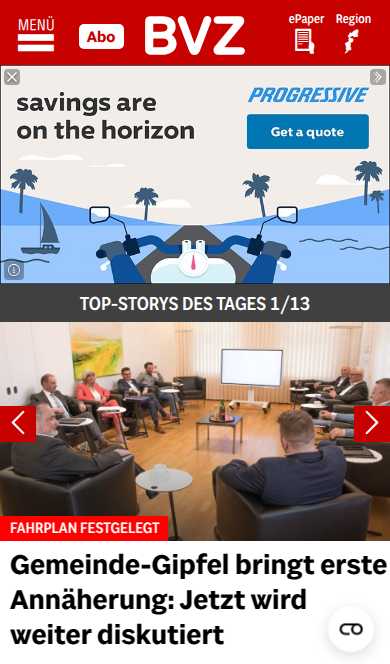 MENÜ
Abo
BVZ
ePaper
Region
savings are
on the horizon
PROGRESSIVE
Get a quote
TOP-STORYS DES TAGES 1/13
FAHRPLAN FESTGELEGT
Gemeinde-Gipfel bringt erste
Annäherung: Jetzt wird
weiter diskutiert